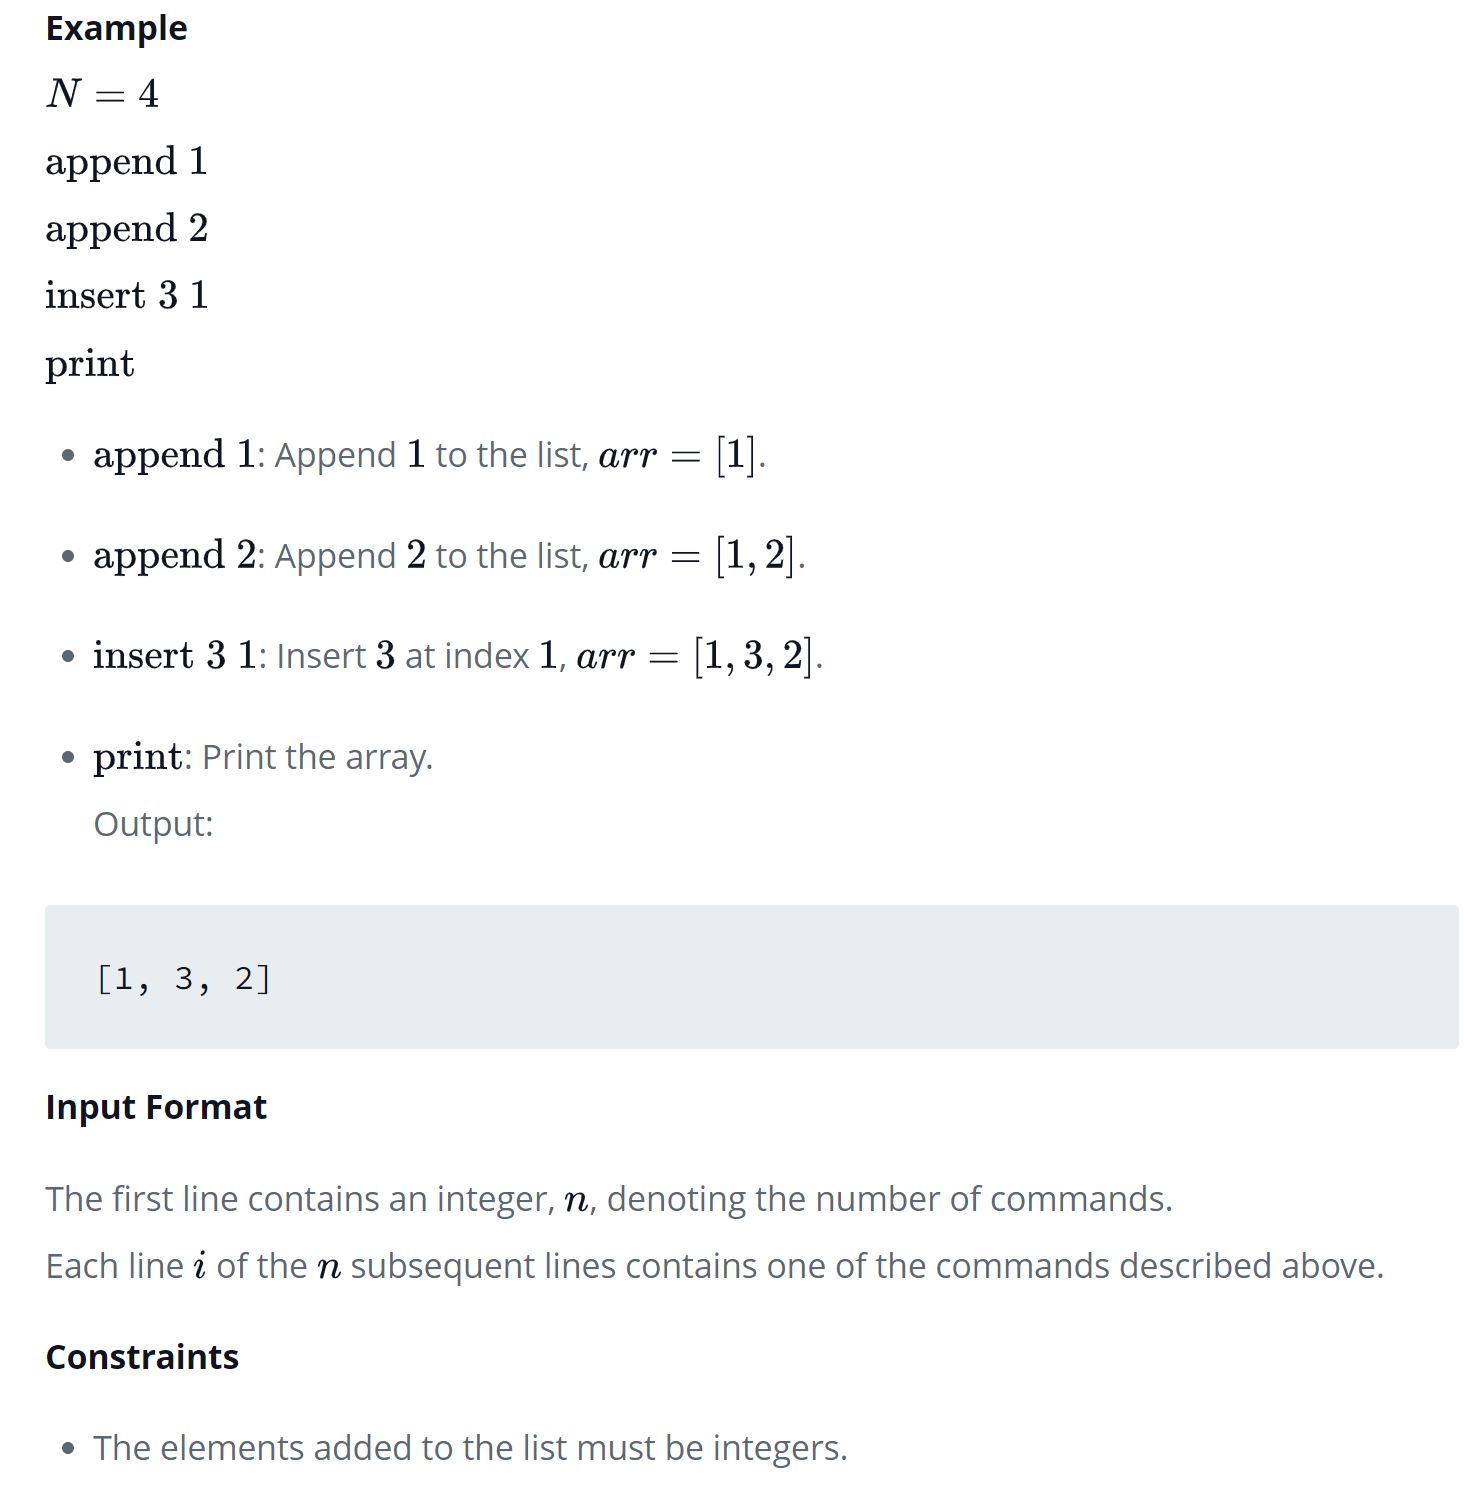 Example
N = 4
append 1
append 2
insert 3 1
print
• append 1: Append 1 to the list, arr = [1].
• append 2: Append 2 to the list, arr = [1, 2].
• insert 3 1: Insert 3 at index 1, arr = [1, 3, 2].
• print: Print the array.
Output:
[1, 3, 2]
Input Format
The first line contains an integer, n, denoting the number of commands.
Each line i of the n subsequent lines contains one of the commands described above.
Constraints
• The elements added to the list must be integers.